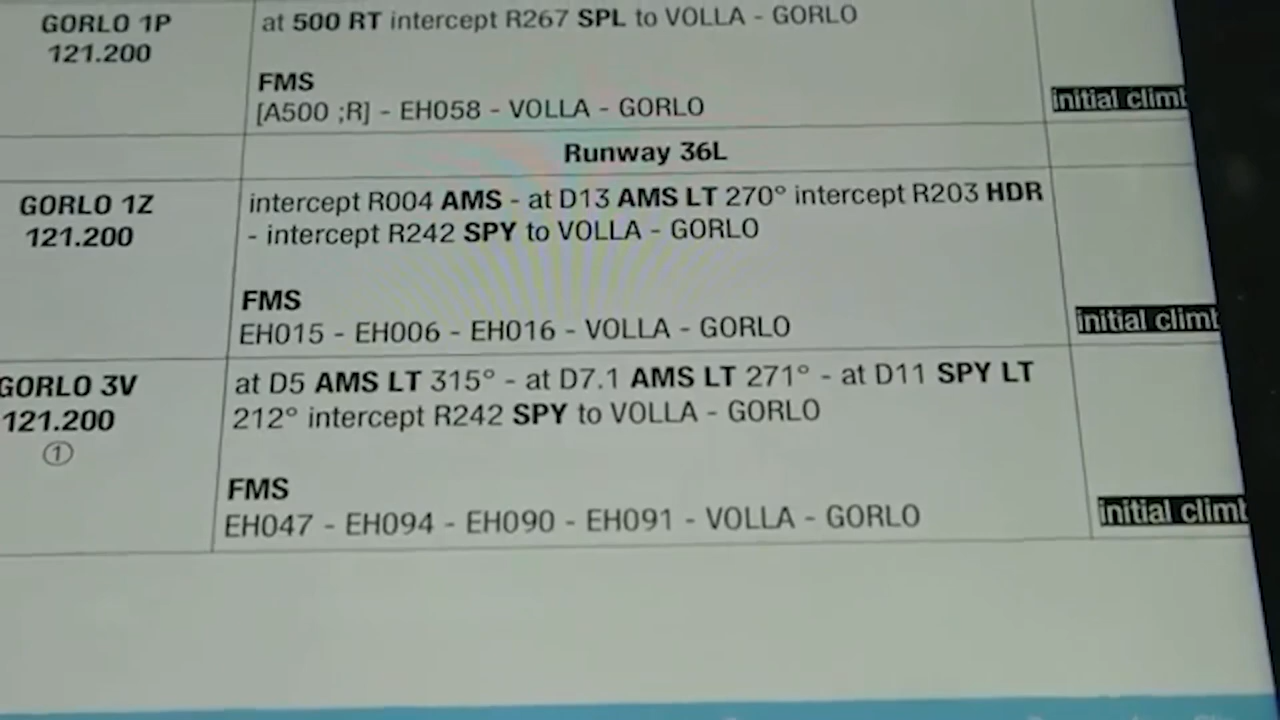 GORLO 1P
121.200
at 500 RT intercept R267 SPL to VOLLA - GORLO
FMS
[A500 ;R] - EH058 - VOLLA - GORLO
initial climb
Runway 36L
GORLO 1Z
121.200
intercept R004 AMS - at D13 AMS LT 270° intercept R203 HDR
- intercept R242 SPY to VOLLA - GORLO
FMS
EH015 - EH006 - EH016 - VOLLA - GORLO
initial climb
GORLO 3V
121.200
①
at D5 AMS LT 315° - at D7.1 AMS LT 271° - at D11 SPY LT
212° intercept R242 SPY to VOLLA - GORLO
FMS
EH047 - EH094 - EH090 - EH091 - VOLLA - GORLO
initial climb